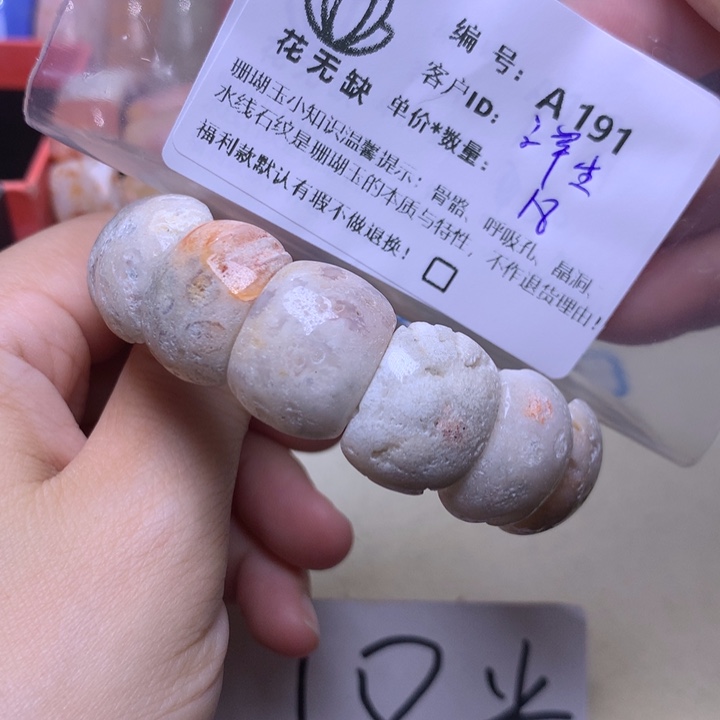 花无缺
编 号: A 191
客户ID: 洋生
单价*数量: 18
珊瑚玉小知识温馨提示：骨骼、呼吸孔、晶洞、
水线石纹是珊瑚玉的本质与特性，不作退货理由！
福利款默认有瑕不做退换！□